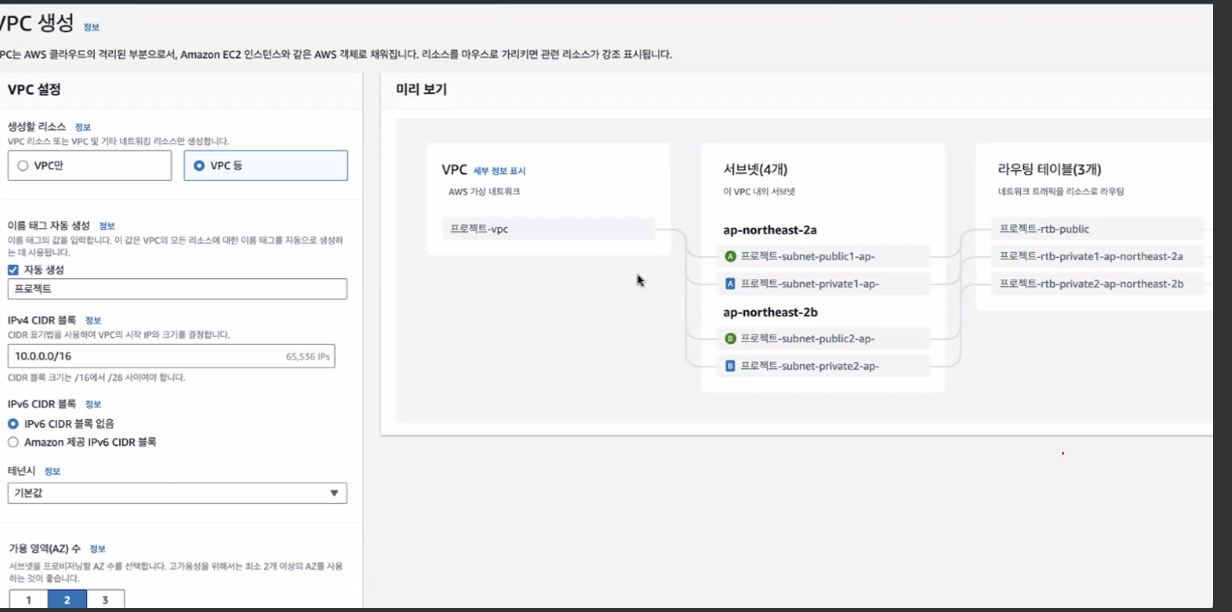 VPC 생성 정보
VPC는 AWS 클라우드의 격리된 부분으로서, Amazon EC2 인스턴스와 같은 AWS 객체로 채워집니다. 리소스를 마우스로 가리키면 관련 리소스가 강조 표시됩니다.
VPC 설정
생성할 리소스 정보
VPC 리소스 또는 VPC 및 기타 네트워킹 리소스만 생성합니다.
VPC만
VPC 등
이름 태그 자동 생성 정보
이름 태그의 값을 입력합니다. 이 값은 VPC의 모든 리소스에 대한 이름 태그를 자동으로 생성하
는 데 사용됩니다.
자동 생성
프로젝트
IPv4 CIDR 블록 정보
CIDR 표기법을 사용하여 VPC의 시작 IP와 크기를 결정합니다.
10.0.0.0/16 65,536 IPs
CIDR 블록 크기는 /16에서 /28 사이여야 합니다.
IPv6 CIDR 블록 정보
IPv6 CIDR 블록 없음
Amazon 제공 IPv6 CIDR 블록
테넌시 정보
기본값
가용 영역(AZ) 수 정보
서브넷을 프로비저닝할 AZ 수를 선택합니다. 고가용성을 위해서는 최소 2개 이상의 AZ를 사용
하는 것이 좋습니다.
1 2 3
미리 보기
VPC 세부 정보 표시
AWS 가상 네트워크
프로젝트-vpc
서브넷(4개)
이 VPC 내의 서브넷
ap-northeast-2a
A 프로젝트-subnet-public1-ap-
A 프로젝트-subnet-private1-ap-
ap-northeast-2b
B 프로젝트-subnet-public2-ap-
B 프로젝트-subnet-private2-ap-
라우팅 테이블(3개)
네트워크 트래픽을 리소스로 라우팅
프로젝트-rtb-public
프로젝트-rtb-private1-ap-northeast-2a
프로젝트-rtb-private2-ap-northeast-2b